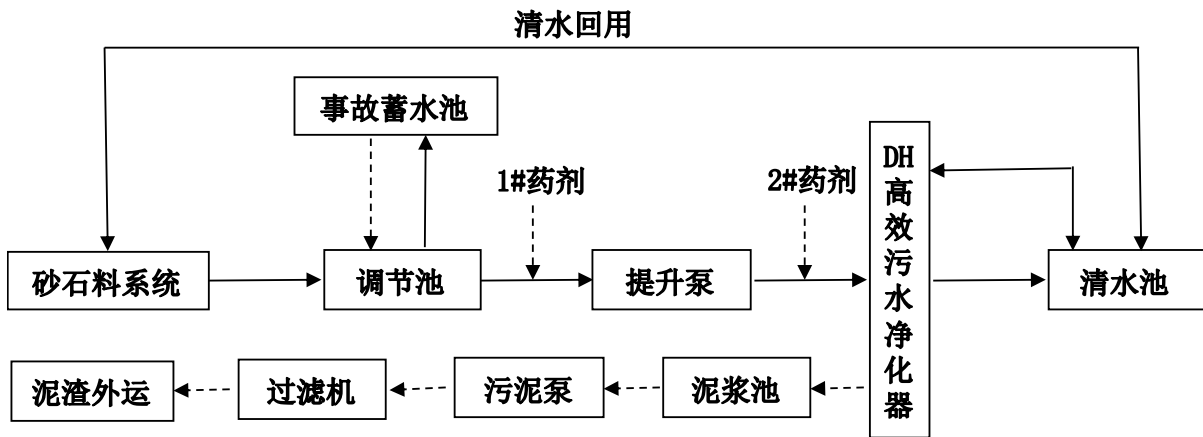 清水回用
事故蓄水池
1#药剂
2#药剂
DH高效污水净化器
砂石料系统
调节池
提升泵
清水池
泥渣外运
过滤机
污泥泵
泥浆池